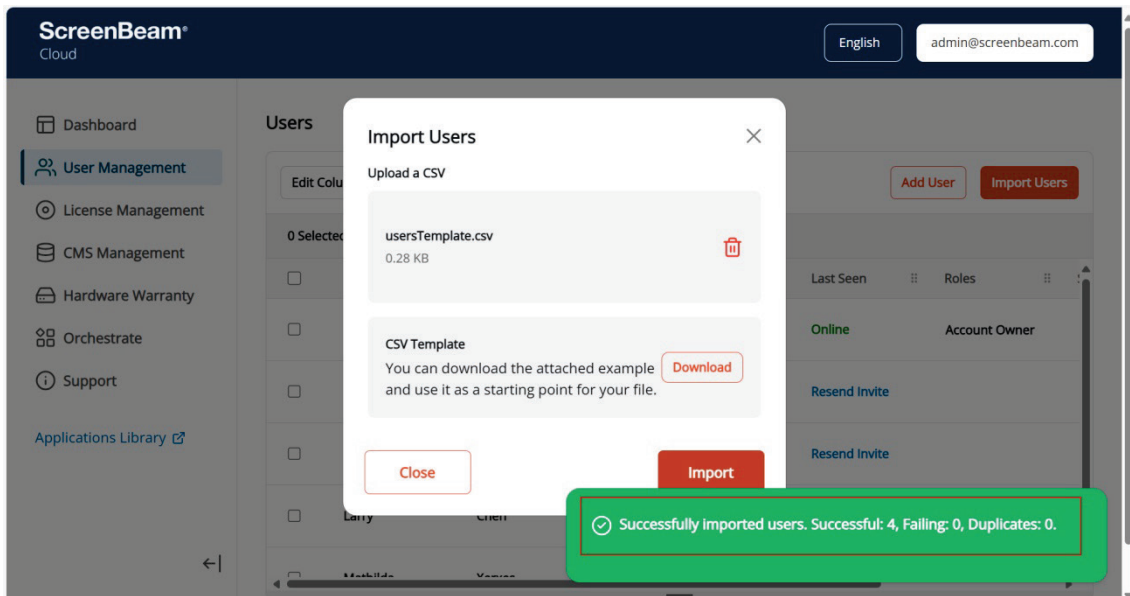 ScreenBeam®
Cloud
English
admin@screenbeam.com
Dashboard
User Management
License Management
CMS Management
Hardware Warranty
Orchestrate
Support
Applications Library
Users
Edit Colu
Add User
Import Users
0 Selected
Last Seen
Roles
Online
Account Owner
Resend Invite
Resend Invite
Larry Chen
Mathilda
Import Users
Upload a CSV
usersTemplate.csv
0.28 KB
CSV Template
You can download the attached example
and use it as a starting point for your file.
Download
Close
Import
Successfully imported users. Successful: 4, Failing: 0, Duplicates: 0.